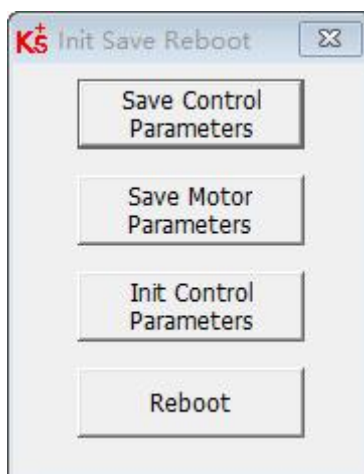 Init Save Reboot
Save Control
Parameters
Save Motor
Parameters
Init Control
Parameters
Reboot